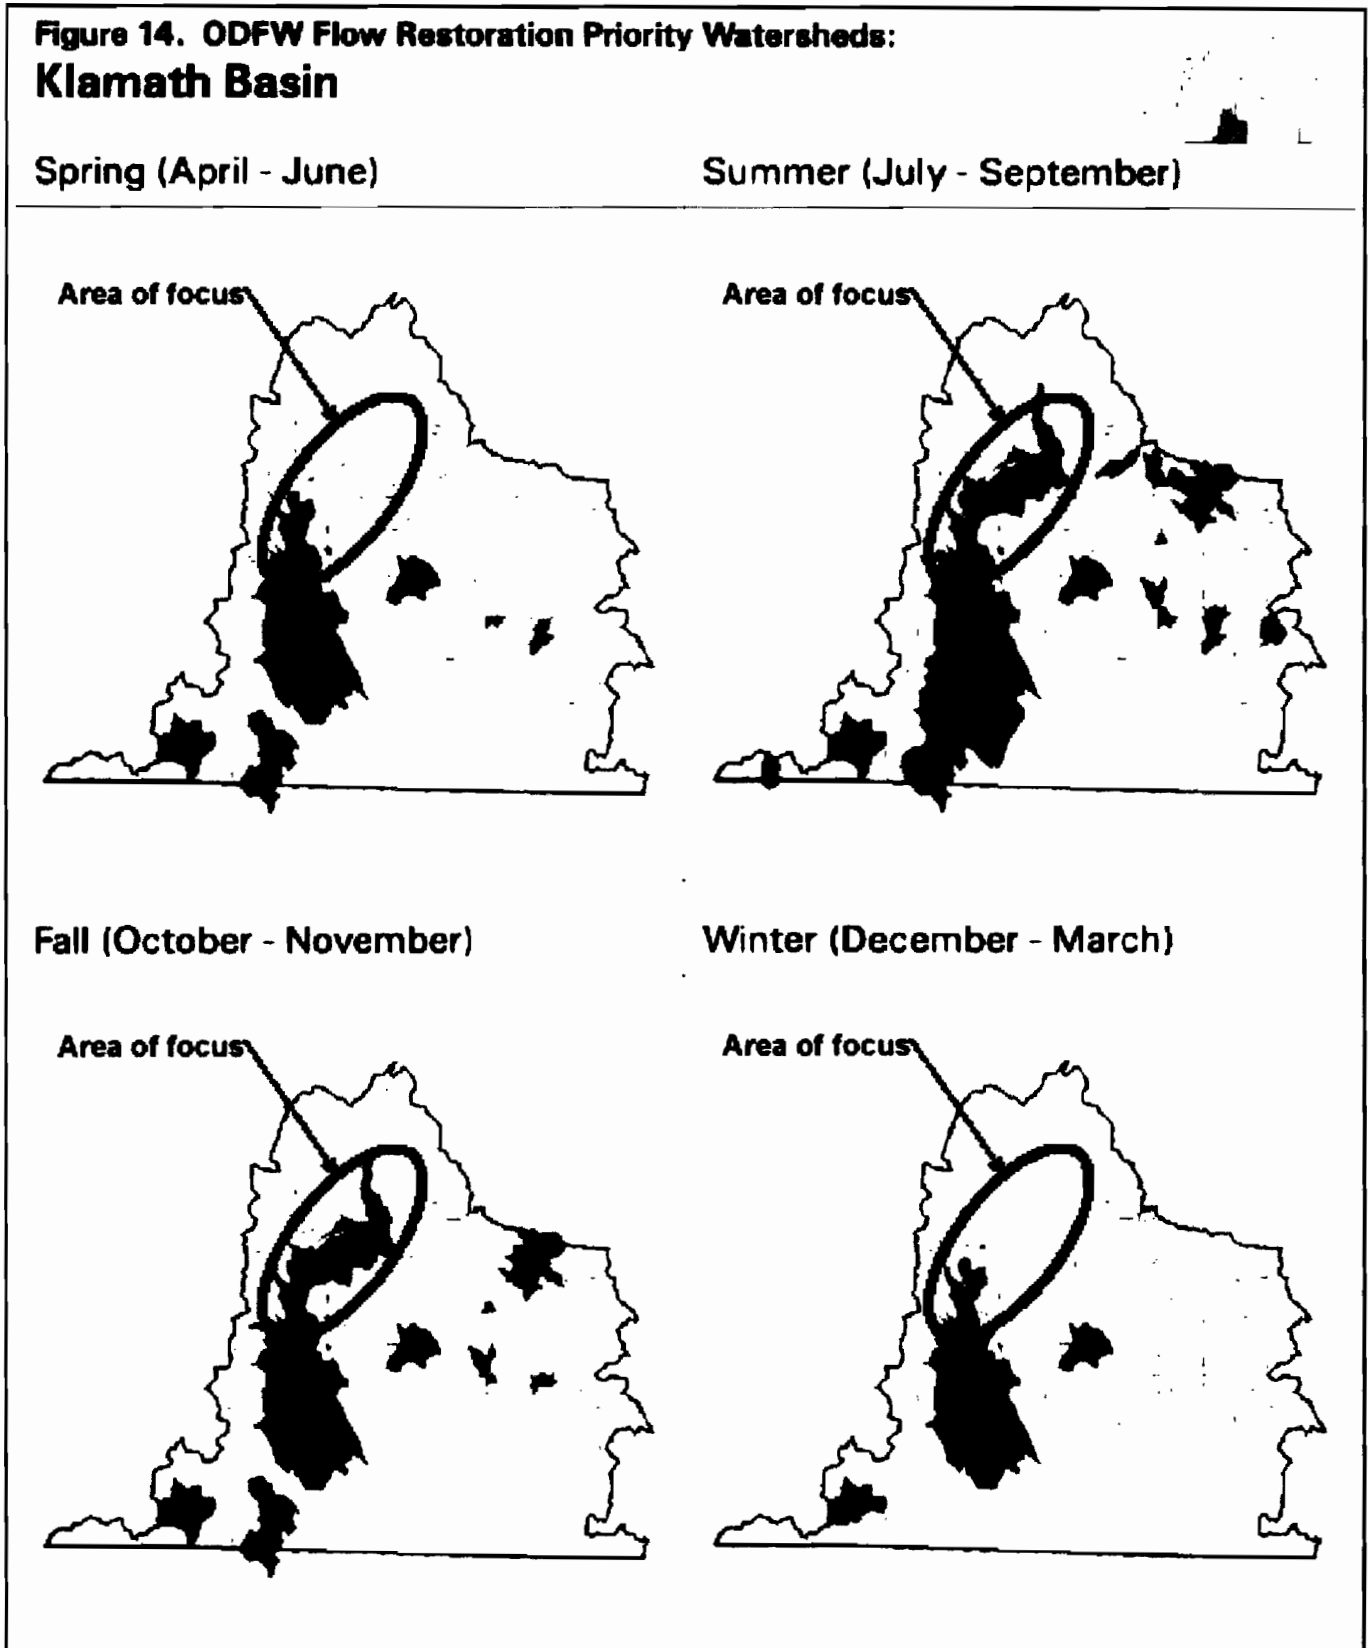 Figure 14. ODFW Flow Restoration Priority Watersheds:
Klamath Basin
Spring (April - June)
Summer (July - September)
Area of focus
Area of focus
Fall (October - November)
Winter (December - March)
Area of focus
Area of focus